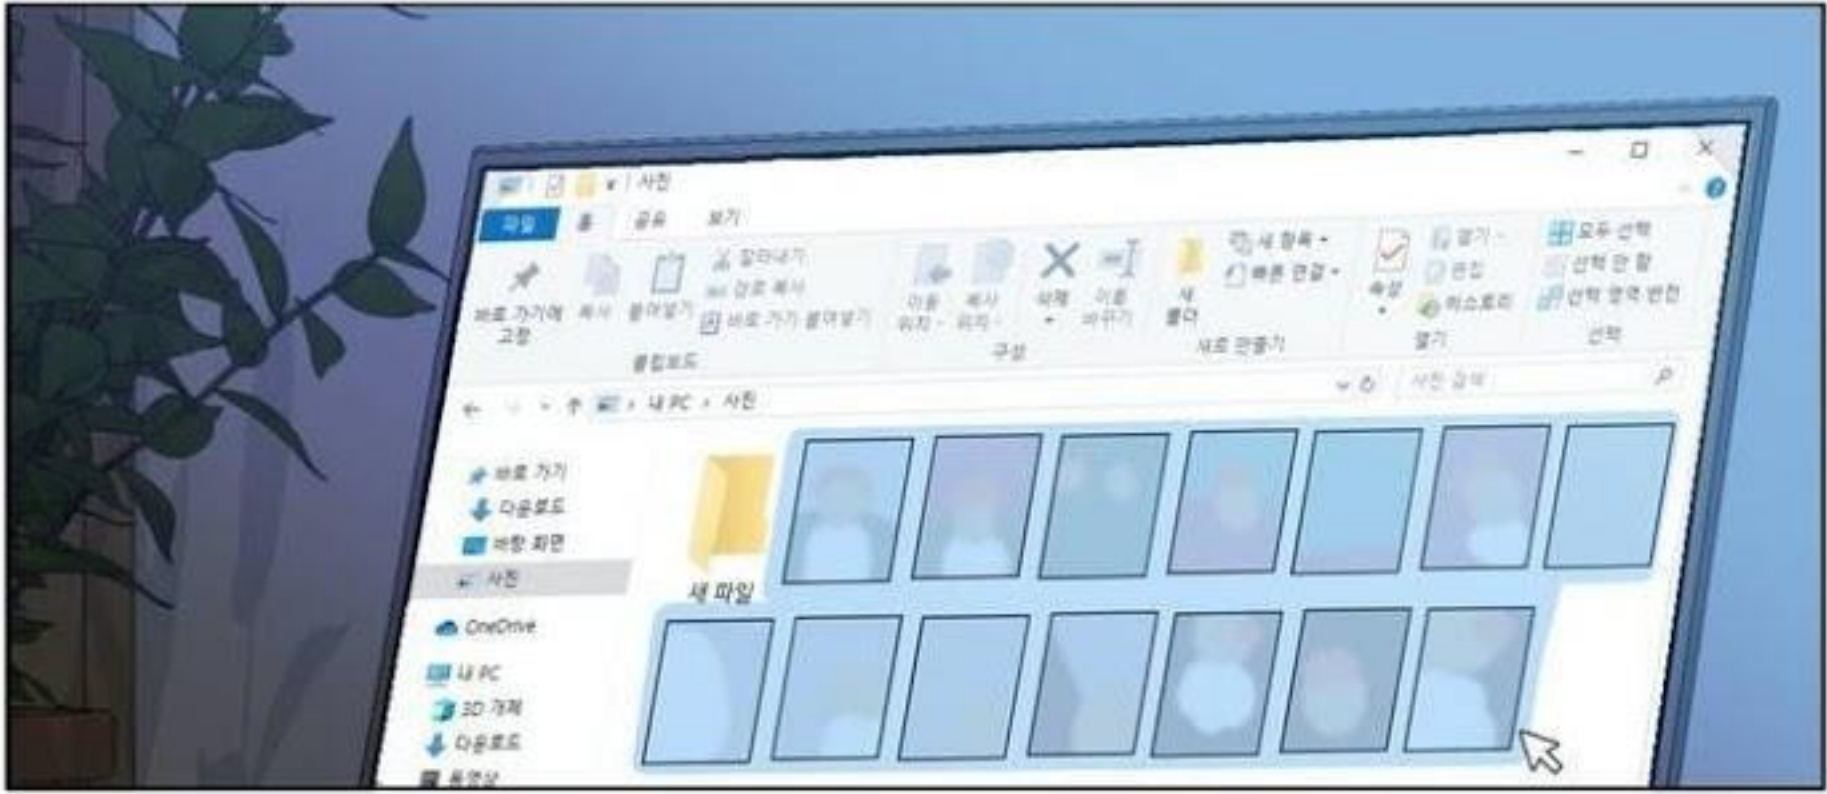 사진
파일 홈 공유 보기
바로 가기에 고정
복사
붙여넣기
잘라내기
경로 복사
바로 가기 붙여넣기
클립보드
이동 위치
복사 위치
삭제
이름 바꾸기
구성
새 폴더
새 항목
빠른 연결
새로 만들기
속성
열기
편집
히스토리
열기
모두 선택
선택 안 함
선택 영역 반전
선택
내 PC > 사진
사진 검색
바로 가기
다운로드
바탕 화면
사진
OneDrive
내 PC
3D 개체
다운로드
동영상
새 파일